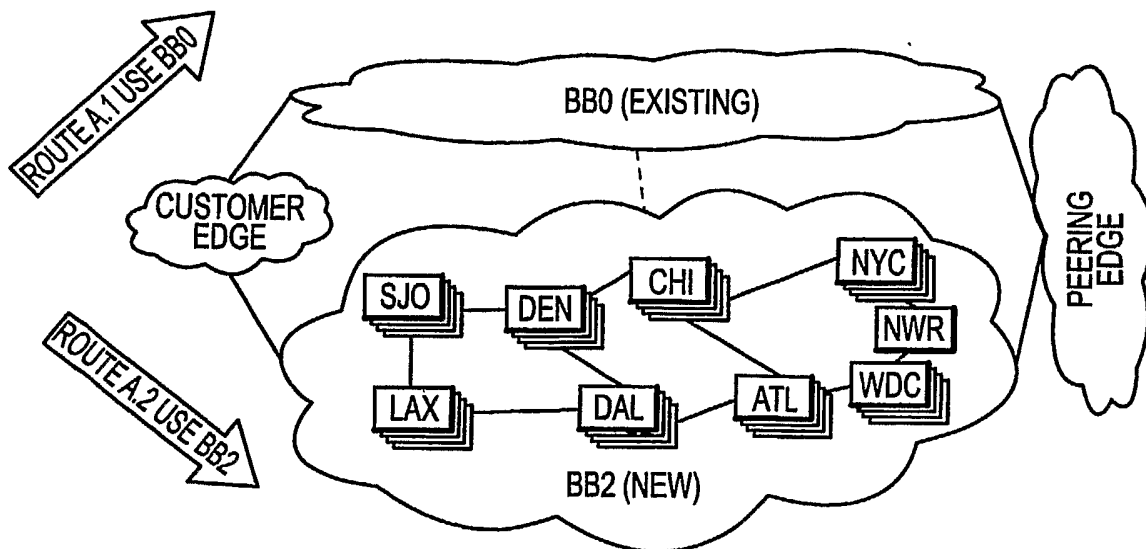 ROUTE A.1 USE BB0
BB0 (EXISTING)
CUSTOMER
EDGE
PEERING
EDGE
SJO
DEN
CHI
NYC
NWR
LAX
DAL
ATL
WDC
ROUTE A.2 USE BB2
BB2 (NEW)